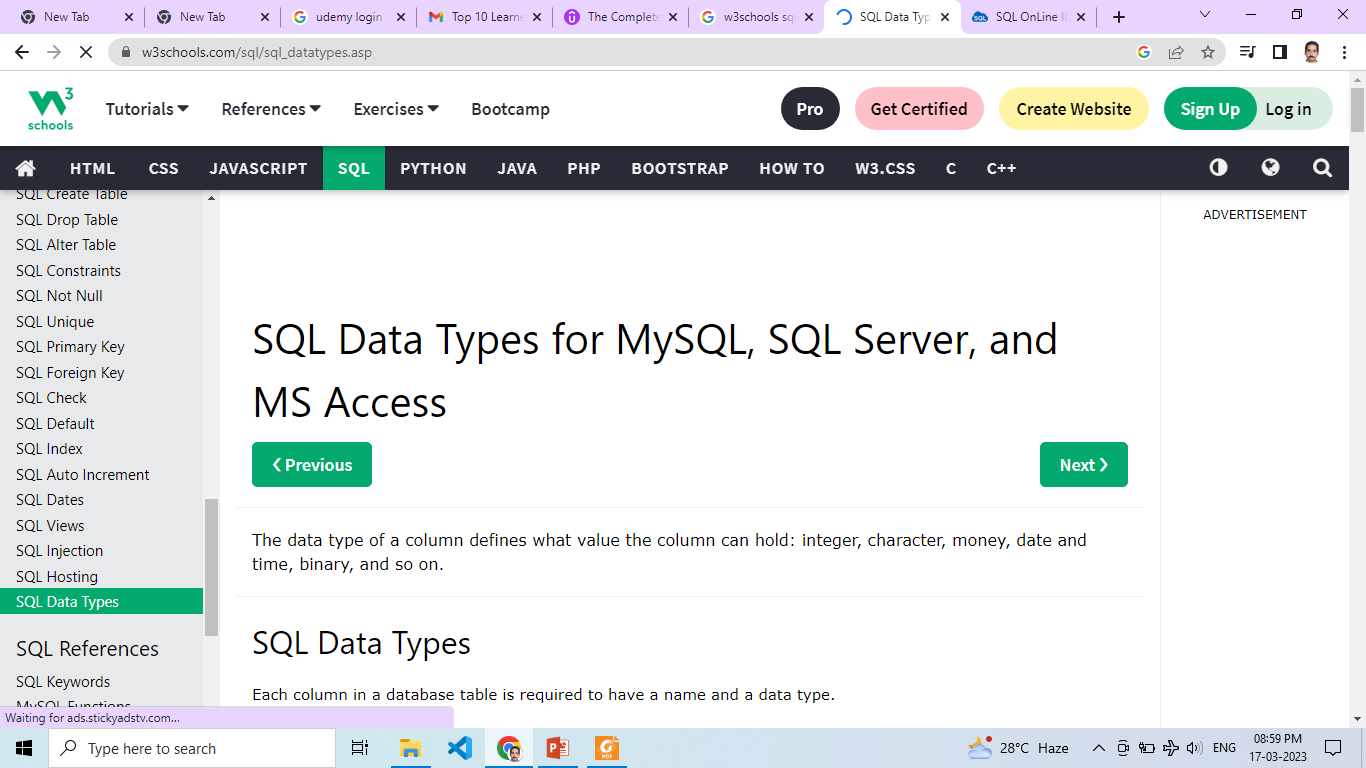 New Tab
New Tab
udemy login
Top 10 Learne
The Complete
w3schools sq
SQL Data Typ
SQL OnLine I
w3schools.com/sql/sql_datatypes.asp
W3 schools
Tutorials
References
Exercises
Bootcamp
Pro
Get Certified
Create Website
Sign Up
Log in
HTML
CSS
JAVASCRIPT
SQL
PYTHON
JAVA
PHP
BOOTSTRAP
HOW TO
W3.CSS
C
C++
SQL Create Table
SQL Drop Table
SQL Alter Table
SQL Constraints
SQL Not Null
SQL Unique
SQL Primary Key
SQL Foreign Key
SQL Check
SQL Default
SQL Index
SQL Auto Increment
SQL Dates
SQL Views
SQL Injection
SQL Hosting
SQL Data Types
SQL References
SQL Keywords
MySQL Functions
ADVERTISEMENT
SQL Data Types for MySQL, SQL Server, and
MS Access
❮ Previous
Next ❯
The data type of a column defines what value the column can hold: integer, character, money, date and
time, binary, and so on.
SQL Data Types
Each column in a database table is required to have a name and a data type.
Waiting for ads.stickyadstv.com...
Type here to search
28°C Haze
ENG
08:59 PM
17-03-2023